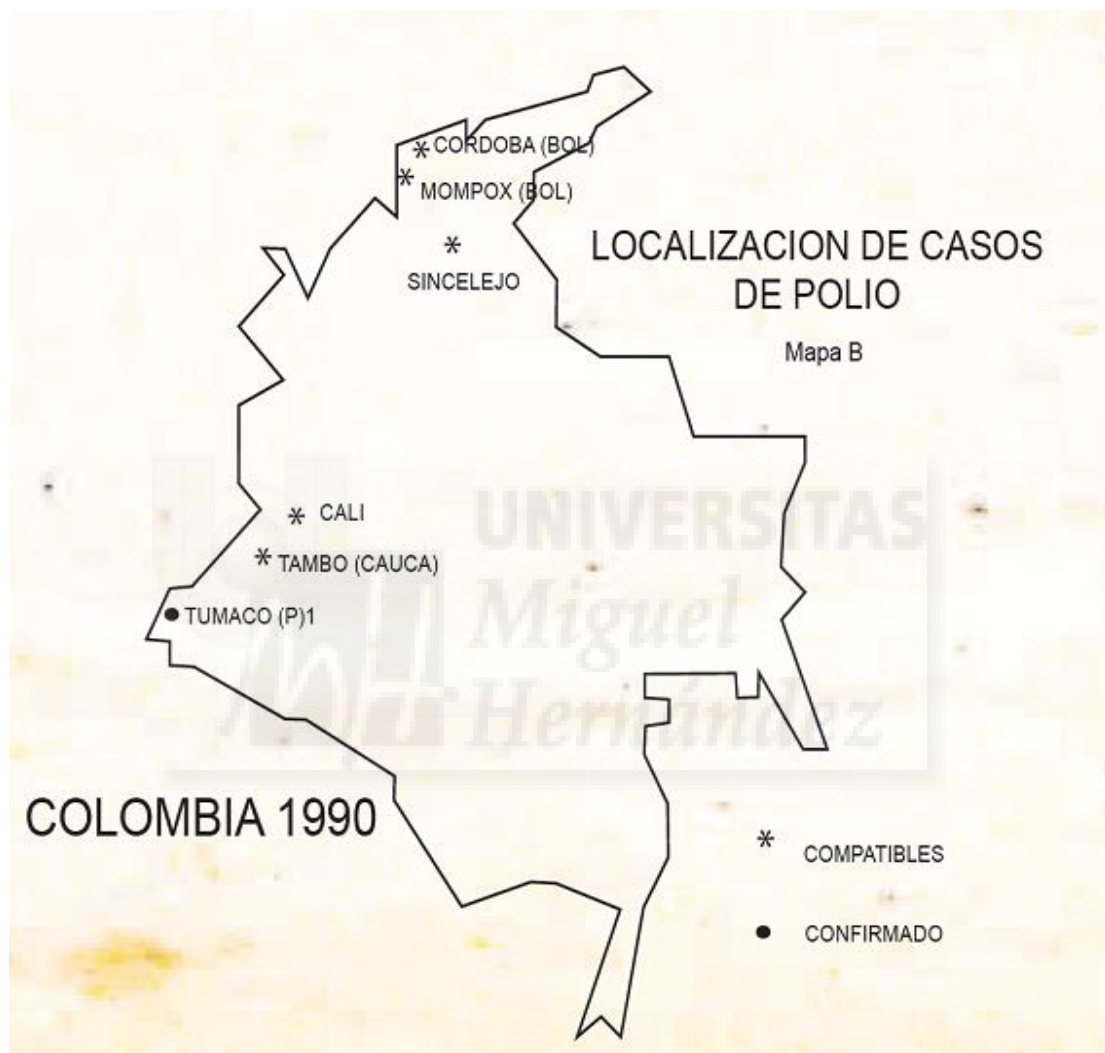 CORDOBA (BOL)
MOMPOX (BOL)
SINCELEJO
LOCALIZACION DE CASOS
DE POLIO
Mapa B
CALI
TAMBO (CAUCA)
TUMACO (P)1
UNIVERSITAS
Miguel
Hernández
COLOMBIA 1990
COMPATIBLES
CONFIRMADO